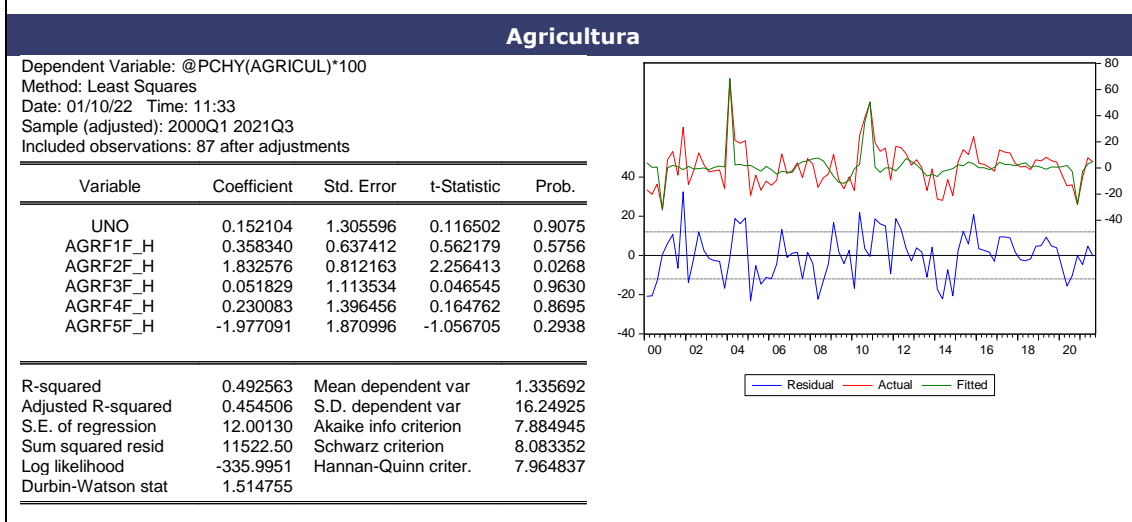 Agricultura
Dependent Variable: @PCHY(AGRICUL)*100
Method: Least Squares
Date: 01/10/22 Time: 11:33
Sample (adjusted): 2000Q1 2021Q3
Included observations: 87 after adjustments
Variable Coefficient Std. Error t-Statistic Prob.
UNO 0.152104 1.305596 0.116502 0.9075
AGRF1F_H 0.358340 0.637412 0.562179 0.5756
AGRF2F_H 1.832576 0.812163 2.256413 0.0268
AGRF3F_H 0.051829 1.113534 0.046545 0.9630
AGRF4F_H 0.230083 1.396456 0.164762 0.8695
AGRF5F_H -1.977091 1.870996 -1.056705 0.2938
R-squared 0.492563 Mean dependent var 1.335692
Adjusted R-squared 0.454506 S.D. dependent var 16.24925
S.E. of regression 12.00130 Akaike info criterion 7.884945
Sum squared resid 11522.50 Schwarz criterion 8.083352
Log likelihood -335.9951 Hannan-Quinn criter. 7.964837
Durbin-Watson stat 1.514755
80
60
40
20
0
-20
-40
40
20
0
-20
-40
00 02 04 06 08 10 12 14 16 18 20
Residual Actual Fitted